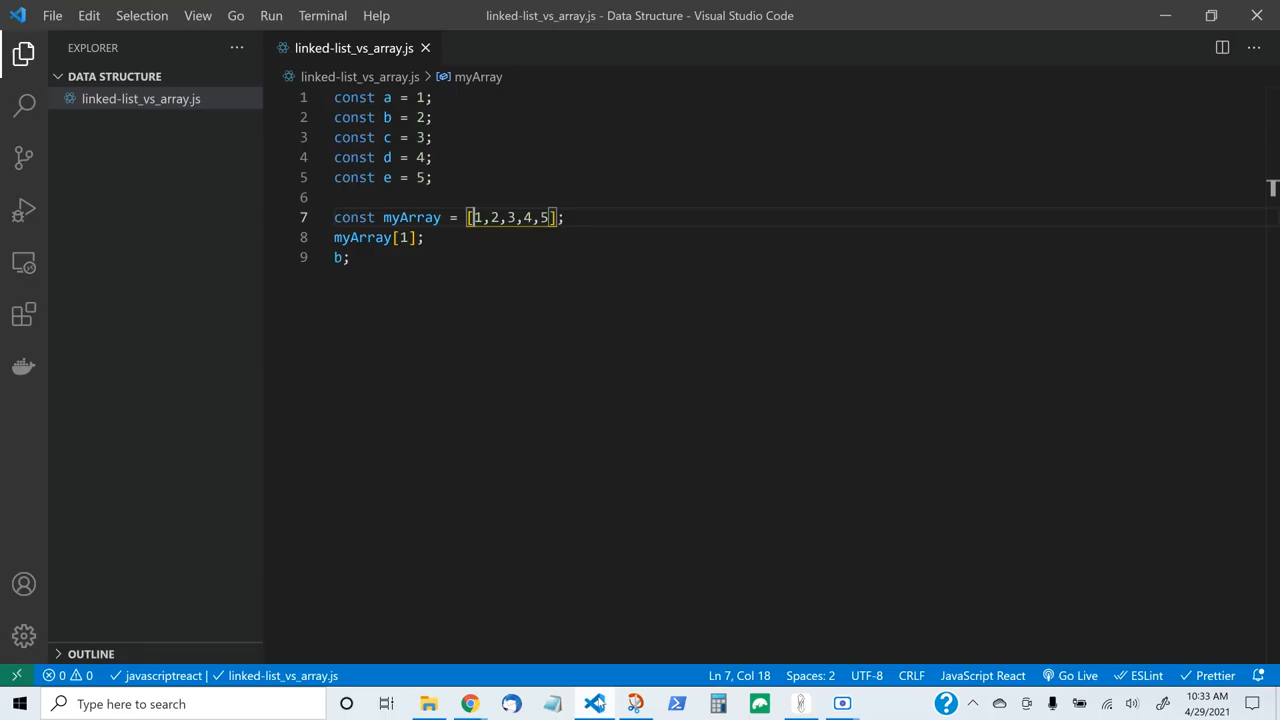 File Edit Selection View Go Run Terminal Help linked-list_vs_array.js - Data Structure - Visual Studio Code
EXPLORER
linked-list_vs_array.js
DATA STRUCTURE
linked-list_vs_array.js > myArray
linked-list_vs_array.js
1 const a = 1;
2 const b = 2;
3 const c = 3;
4 const d = 4;
5 const e = 5;
6
7 const myArray = [1,2,3,4,5];
8 myArray[1];
9 b;
OUTLINE
0 0 javascriptreact | linked-list_vs_array.js Ln 7, Col 18 Spaces: 2 UTF-8 CRLF JavaScript React Go Live ESLint Prettier
Type here to search
10:33 AM
4/29/2021